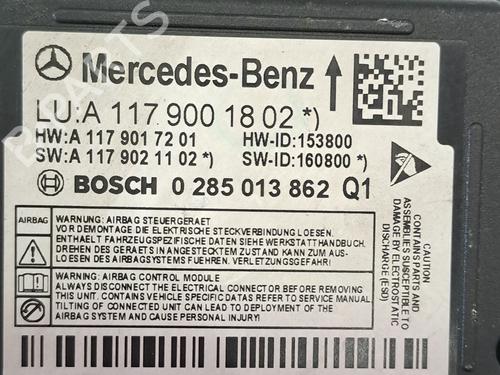 Mercedes-Benz
LU:A 117 900 18 02 *)
HW:A 117 901 72 01 HW-ID:153800
SW:A 117 902 11 02 *) SW-ID:160800 *)
BOSCH 0 285 013 862 Q1
AIRBAG
WARNUNG: AIRBAG STEUERGERAET
VOR DEMONTAGE DIE ELEKTRISCHE STECKVERBINDUNG LOESEN.
ENTHAELT FAHRZEUGSPEZIFISCHE DATEN SIEHE WERKSTATTHANDBUCH.
DREHEN DES GERAETS IN ANGESTECKTEM ZUSTAND KANN ZUM AUS-
LOESEN DES AIRBAGSYSTEMS FUEHREN. VERLETZUNGSGEFAHR!
AIRBAG
WARNING: AIRBAG CONTROL MODULE
ALWAYS DISCONNECT THE ELECTRICAL CONNECTOR BEFORE REMOVING
THIS UNIT. CONTAINS VEHICLE SPECIFIC DATAS REFER TO SERVICE MANUAL
TILTING OF CONNECTED UNIT CAN LEAD TO DEPLOYMENT OF THE
AIRBAG SYSTEM AND CAN CAUSE PERSONAL INJURY!
CAUTION
CONTAINS PARTS AND
ASSEMBLIES SUSCEPTIBLE TO
DAMAGE BY ELECTROSTATIC
DISCHARGE (ESD)